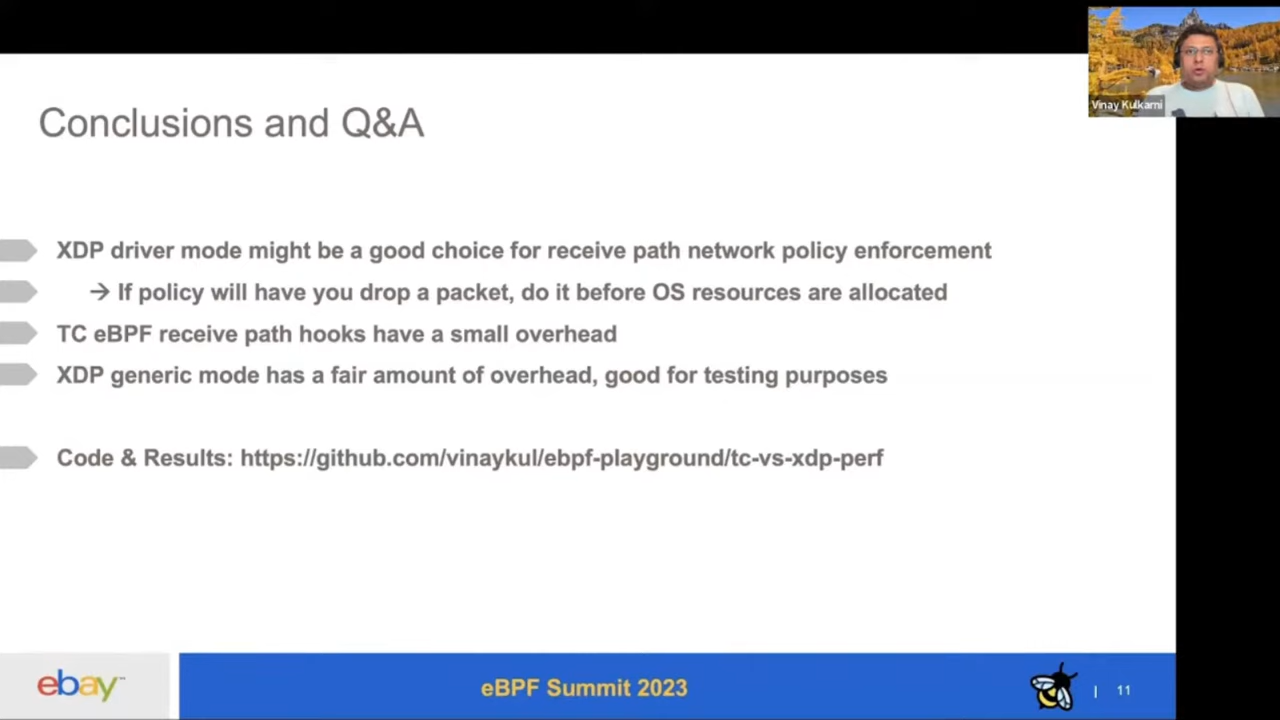 Vinay Kulkarni
Conclusions and Q&A
XDP driver mode might be a good choice for receive path network policy enforcement
→ If policy will have you drop a packet, do it before OS resources are allocated
TC eBPF receive path hooks have a small overhead
XDP generic mode has a fair amount of overhead, good for testing purposes
Code & Results: https://github.com/vinaykul/ebpf-playground/tc-vs-xdp-perf
ebay™
eBPF Summit 2023
| 11